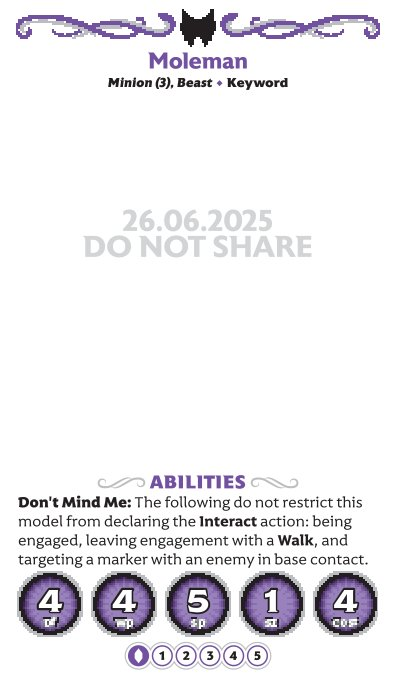 Moleman
Minion (3), Beast • Keyword
26.06.2025
DO NOT SHARE
ABILITIES
Don't Mind Me: The following do not restrict this
model from declaring the Interact action: being
engaged, leaving engagement with a Walk, and
targeting a marker with an enemy in base contact.
4 4 5 1 4
Df Wp Sp Sz Cost
1 2 3 4 5